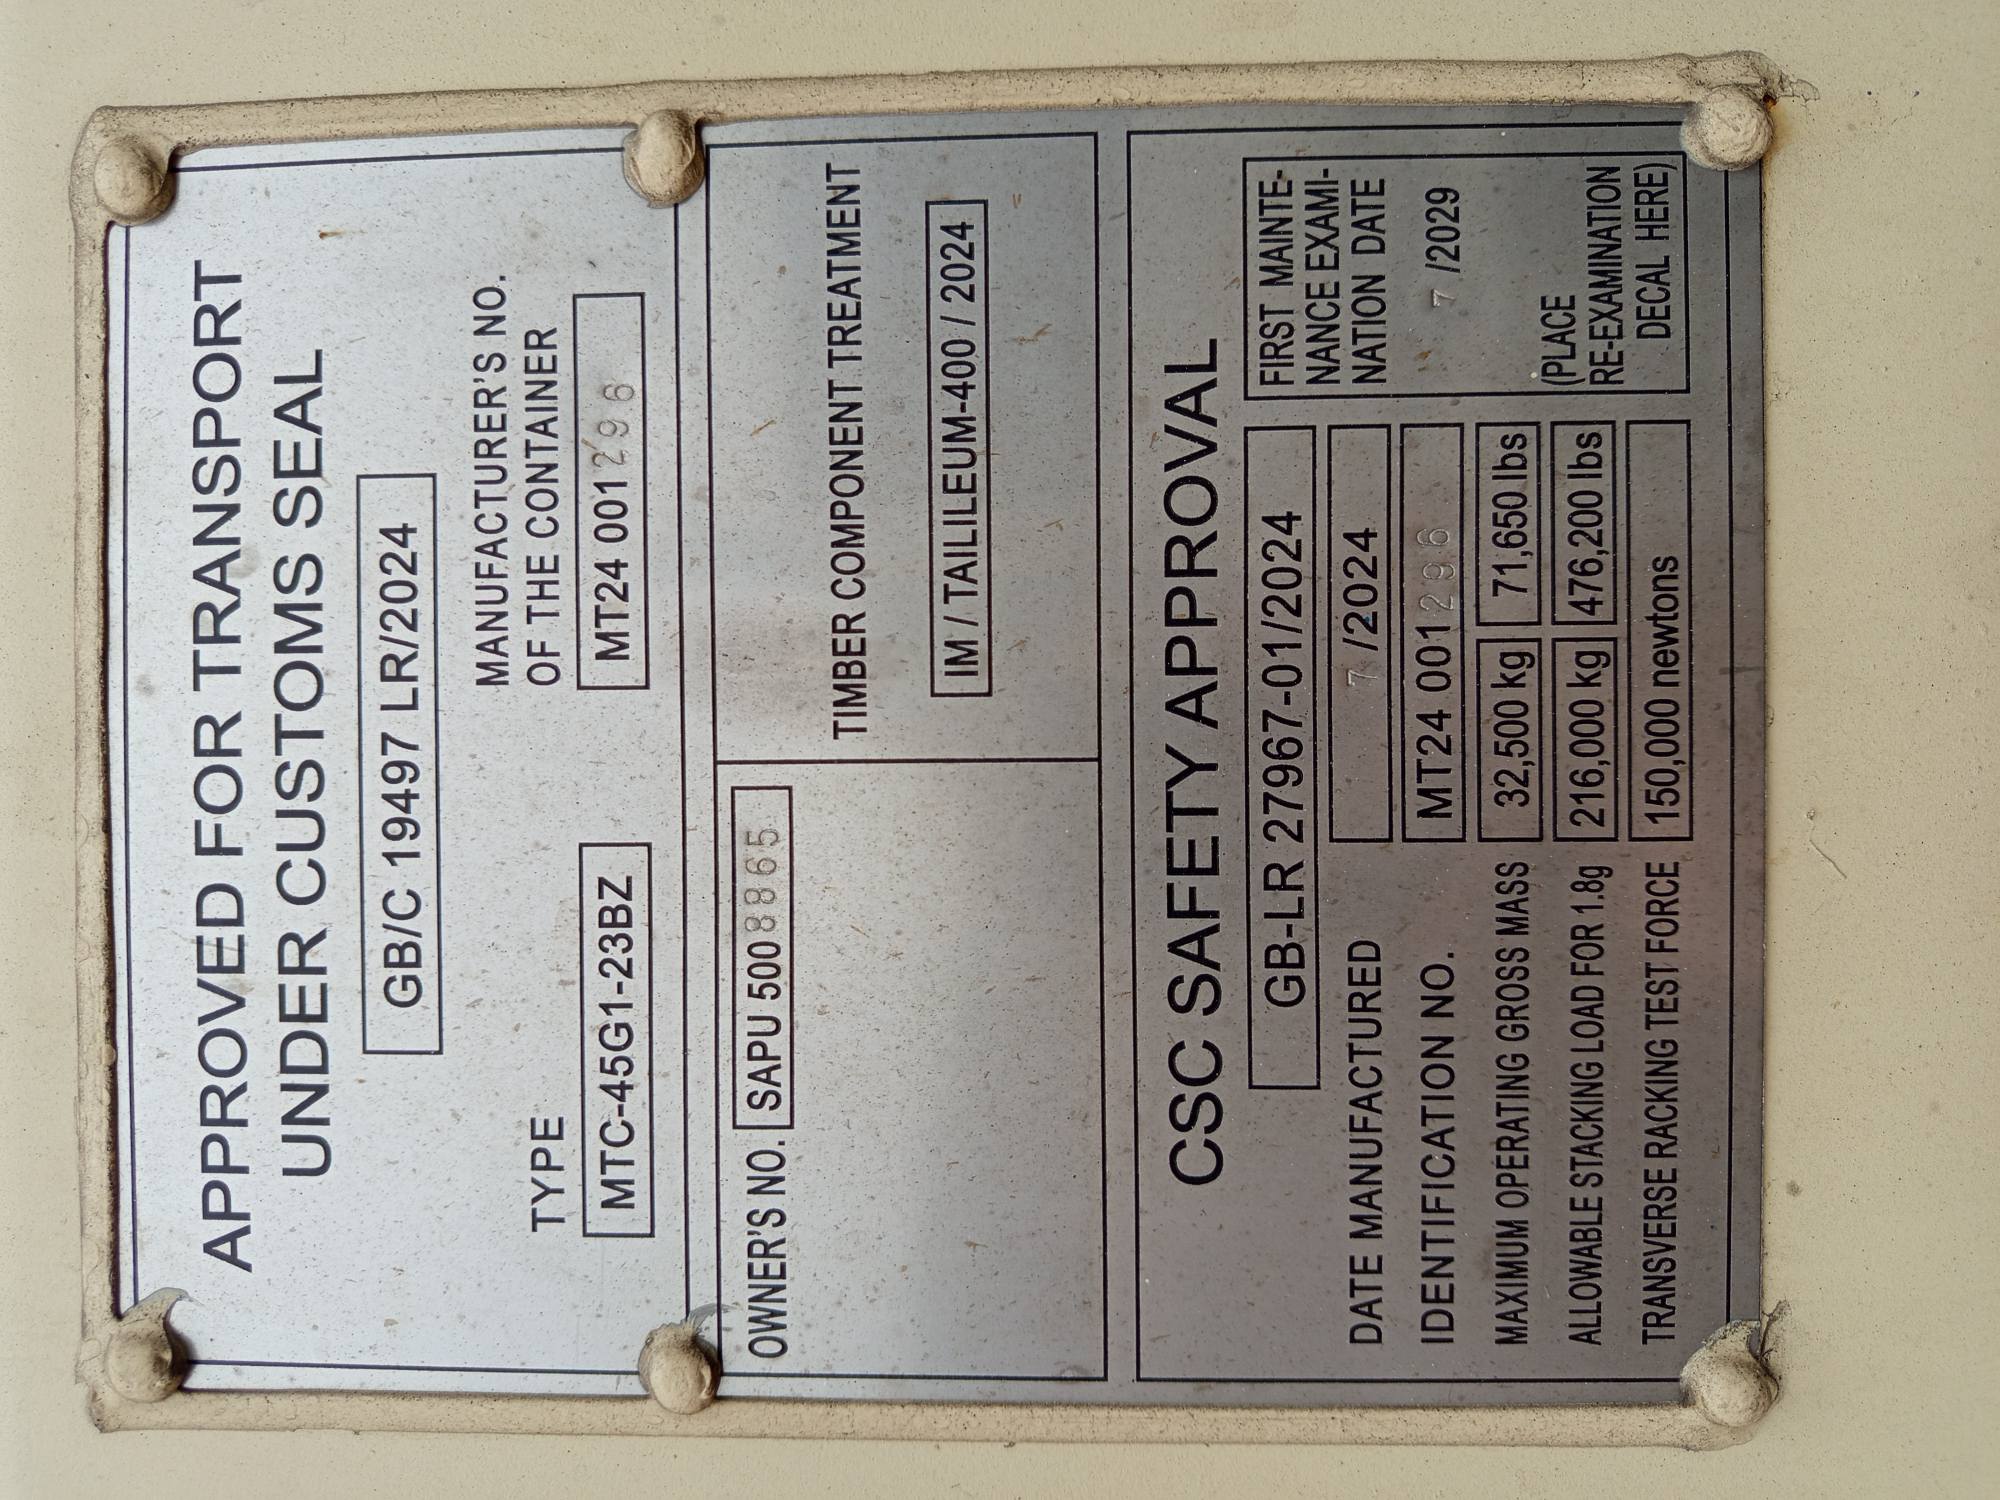 APPROVED FOR TRANSPORT
UNDER CUSTOMS SEAL
GB/C 19497 LR/2024
TYPE
MTC-45G1-23BZ
MANUFACTURER'S NO.
OF THE CONTAINER
MT24 001296
OWNER'S NO. SAPU 5008865
TIMBER COMPONENT TREATMENT
IM / TAILILEUM-400 / 2024
CSC SAFETY APPROVAL
GB-LR 27967-01/2024
DATE MANUFACTURED 7 /2024
IDENTIFICATION NO. MT24 001296
MAXIMUM OPERATING GROSS MASS 32,500 kg 71,650 lbs
ALLOWABLE STACKING LOAD FOR 1.8g 216,000 kg 476,200 lbs
TRANSVERSE RACKING TEST FORCE 150,000 newtons
FIRST MAINTE-
NANCE EXAMI-
NATION DATE
7 /2029
(PLACE
RE-EXAMINATION
DECAL HERE)